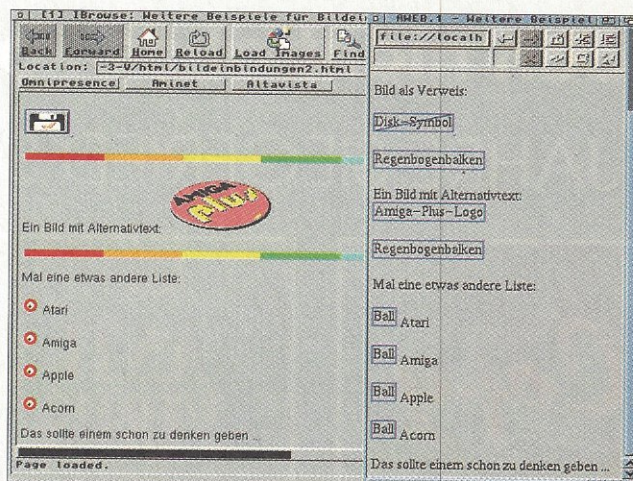 [1] IBrowse: Weitere Beispiele für Bildei
Back Forward Home Reload Load Images Find
Location: -3-V/html/bildeinbindungen2.html
Omnipresence Aminet Altavista
AMIGA plus
Ein Bild mit Alternativtext:
Mal eine etwas andere Liste:
Atari
Amiga
Apple
Acorn
Das sollte einem schon zu denken geben ...
Page loaded.
AWEB.1 - Weitere Beispiel
file://localh
Bild als Verweis:
Disk-Symbol
Regenbogenbalken
Ein Bild mit Alternativtext:
Amiga-Plus-Logo
Regenbogenbalken
Mal eine etwas andere Liste:
Ball Atari
Ball Amiga
Ball Apple
Ball Acorn
Das sollte einem schon zu denken geben ...